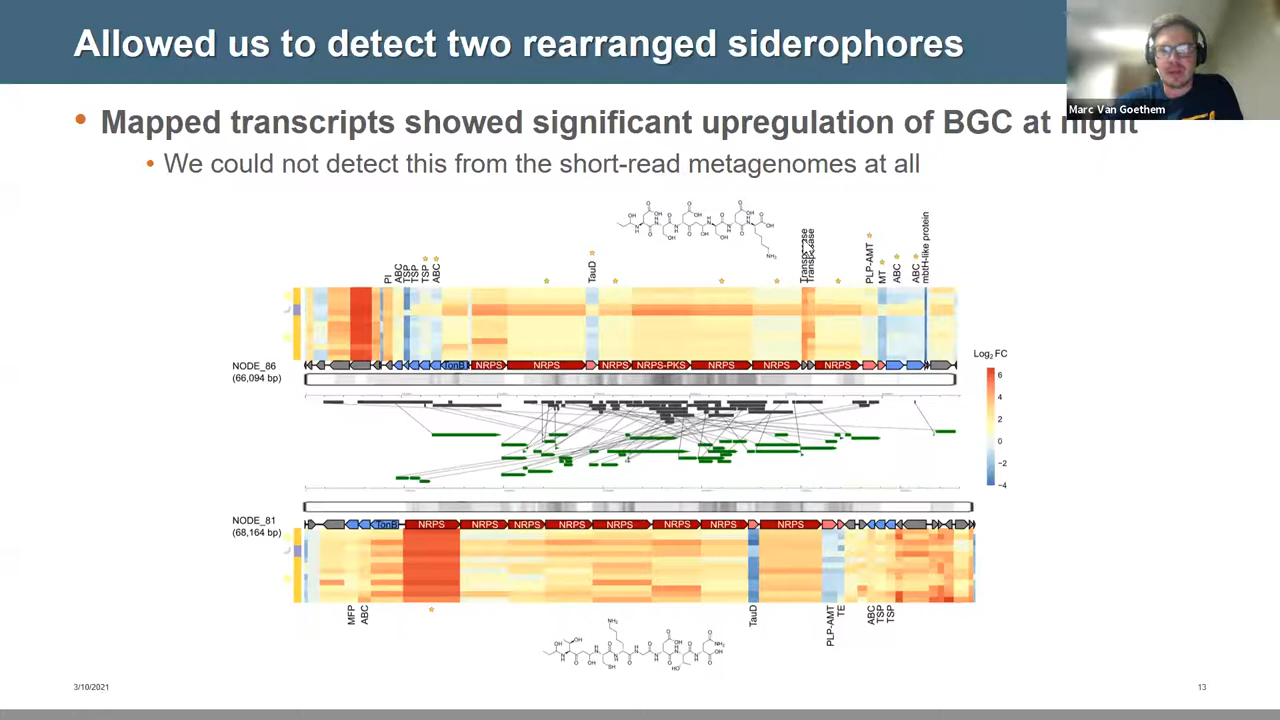 Allowed us to detect two rearranged siderophores
Marc Van Goethem
• Mapped transcripts showed significant upregulation of BGC at night
• We could not detect this from the short-read metagenomes at all
PI
ABC
TSP
TSP
TSP
ABC
TauD
Transposase
Transposase
PLP-AMT
MT
ABC
ABC
mbtH-like protein
NODE_86
(66,094 bp)
TonB
NRPS
NRPS
NRPS
NRPS-PKS
NRPS
NRPS
NRPS
Log2 FC
6
4
2
0
−2
−4
NODE_81
(68,164 bp)
TonB
NRPS
NRPS
NRPS
NRPS
NRPS
NRPS
NRPS
NRPS
MFP
ABC
TauD
PLP-AMT
TE
ABC
TSP
TSP
3/10/2021
13